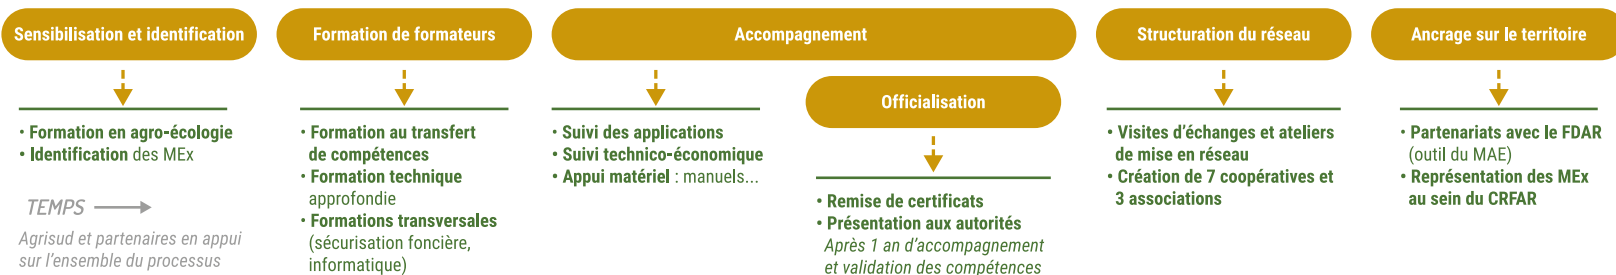 Sensibilisation et identification
• Formation en agro-écologie
• Identification des MEx
TEMPS
Agrisud et partenaires en appui
sur l'ensemble du processus
Formation de formateurs
• Formation au transfert
de compétences
• Formation technique
approfondie
• Formations transversales
(sécurisation foncière,
informatique)
Accompagnement
• Suivi des applications
• Suivi technico-économique
• Appui matériel : manuels...
Officialisation
• Remise de certificats
• Présentation aux autorités
Après 1 an d'accompagnement
et validation des compétences
Structuration du réseau
• Visites d'échanges et ateliers
de mise en réseau
• Création de 7 coopératives et
3 associations
Ancrage sur le territoire
• Partenariats avec le FDAR
(outil du MAE)
• Représentation des MEx
au sein du CRFAR